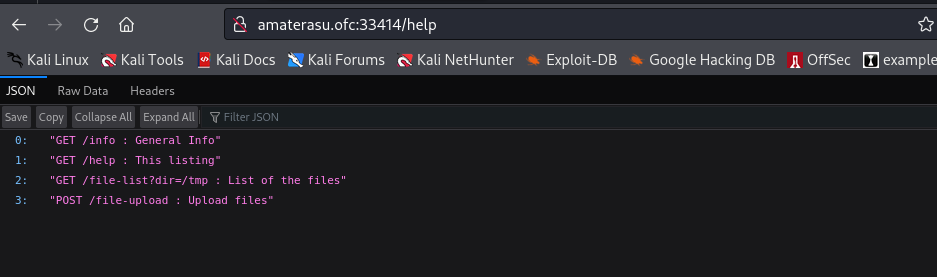 amaterasu.ofc:33414/help
Kali Linux Kali Tools Kali Docs Kali Forums Kali NetHunter Exploit-DB Google Hacking DB OffSec example
JSON Raw Data Headers
Save Copy Collapse All Expand All Filter JSON
0: "GET /info : General Info"
1: "GET /help : This listing"
2: "GET /file-list?dir=/tmp : List of the files"
3: "POST /file-upload : Upload files"